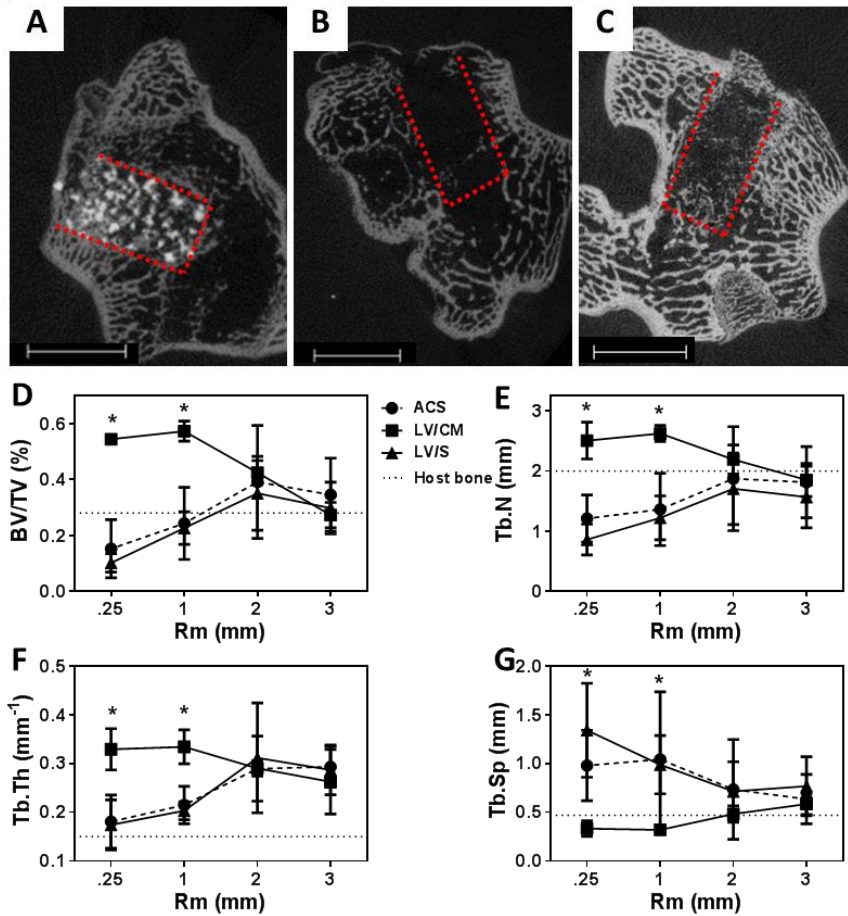 A
B
C
D
BV/TV (%)
0.6
0.4
0.2
0.0
*
*
.25
1
2
3
Rm (mm)
ACS
LV/CM
LV/S
Host bone
E
Tb.N (mm)
3
2
1
0
*
*
.25
1
2
3
Rm (mm)
F
Tb.Th (mm⁻¹)
0.5
0.4
0.3
0.2
0.1
*
*
.25
1
2
3
Rm (mm)
G
Tb.Sp (mm)
2.0
1.5
1.0
0.5
0.0
*
*
.25
1
2
3
Rm (mm)